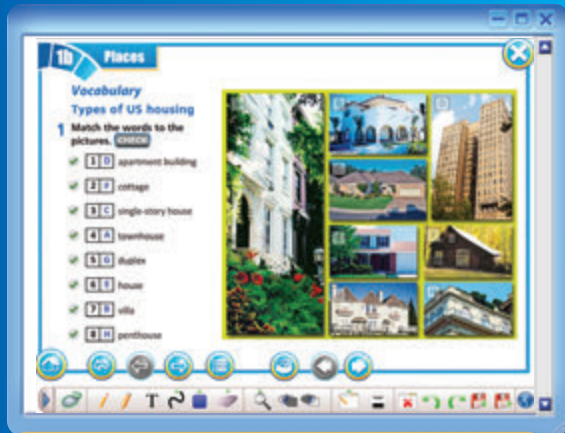 1b Places
Vocabulary
Types of US housing
1 Match the words to the
pictures. CHECK
1 D apartment building
2 F cottage
3 C single-story house
4 A townhouse
5 G duplex
6 E house
7 B villa
8 H penthouse
T